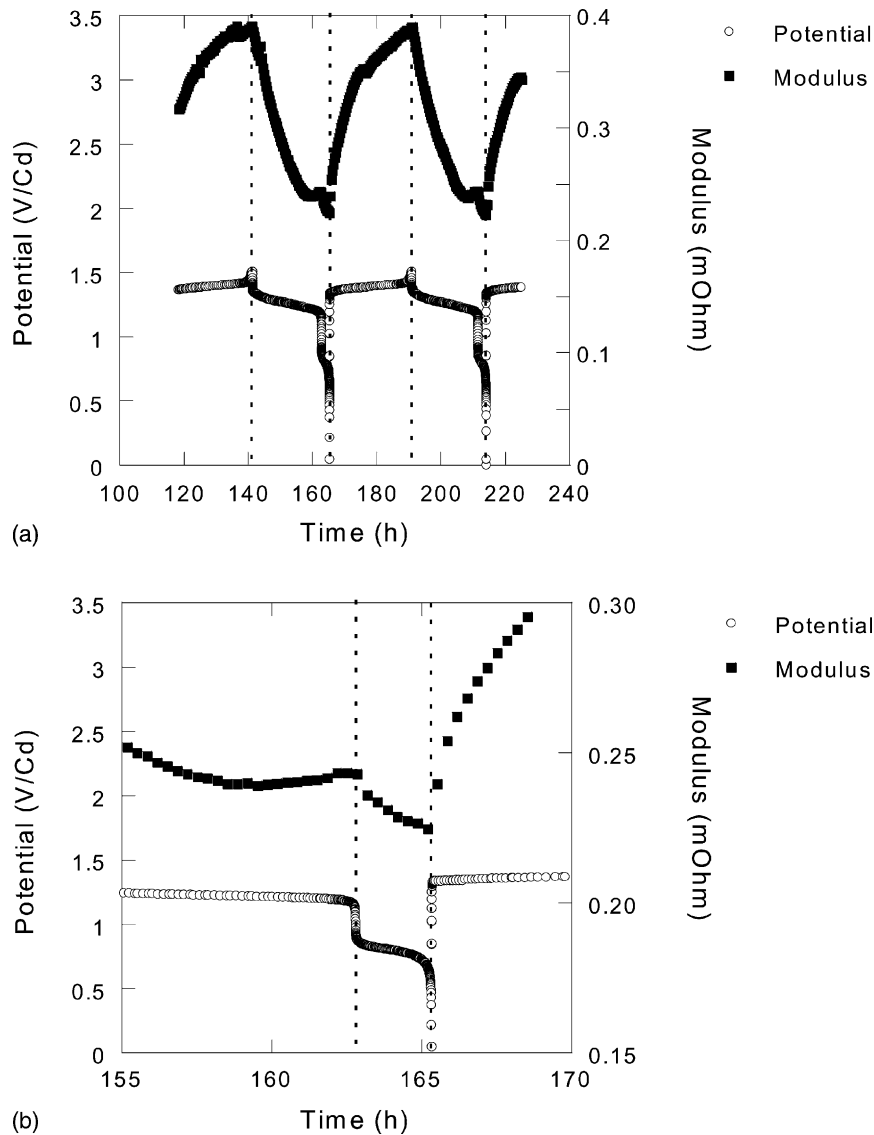 3.5
3
2.5
2
1.5
1
0.5
0
Potential (V/Cd)
0.4
0.3
0.2
0.1
0
Modulus (mOhm)
Potential
Modulus
100 120 140 160 180 200 220 240
Time (h)
(a)
3.5
3
2.5
2
1.5
1
0.5
0
Potential (V/Cd)
0.30
0.25
0.20
0.15
Modulus (mOhm)
Potential
Modulus
155 160 165 170
Time (h)
(b)